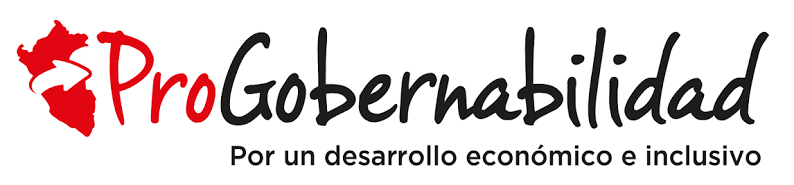 ProGobernabilidad
Por un desarrollo económico e inclusivo